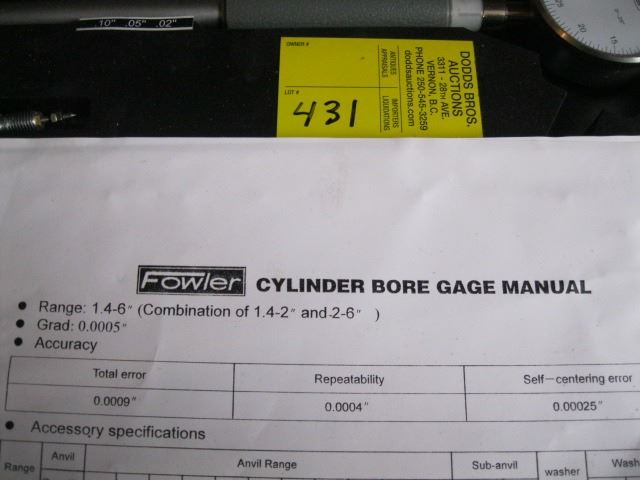 .10" .05" .02"
20
15
OWNER #
ANTIQUES
APPRAISALS
IMPORTERS
LIQUIDATIONS
LOT #
431
DODDS BROS.
AUCTIONS
3311 - 28TH AVE.
VERNON, B.C.
PHONE 250-545-3259
doddsauctions.com
Fowler CYLINDER BORE GAGE MANUAL
● Range: 1.4-6" (Combination of 1.4-2" and-2-6" )
● Grad: 0.0005"
● Accuracy
Total error Repeatability Self-centering error
0.0009" 0.0004" 0.00025"
● Accessory specifications
Range Anvil Anvil Range Sub-anvil washer Wash